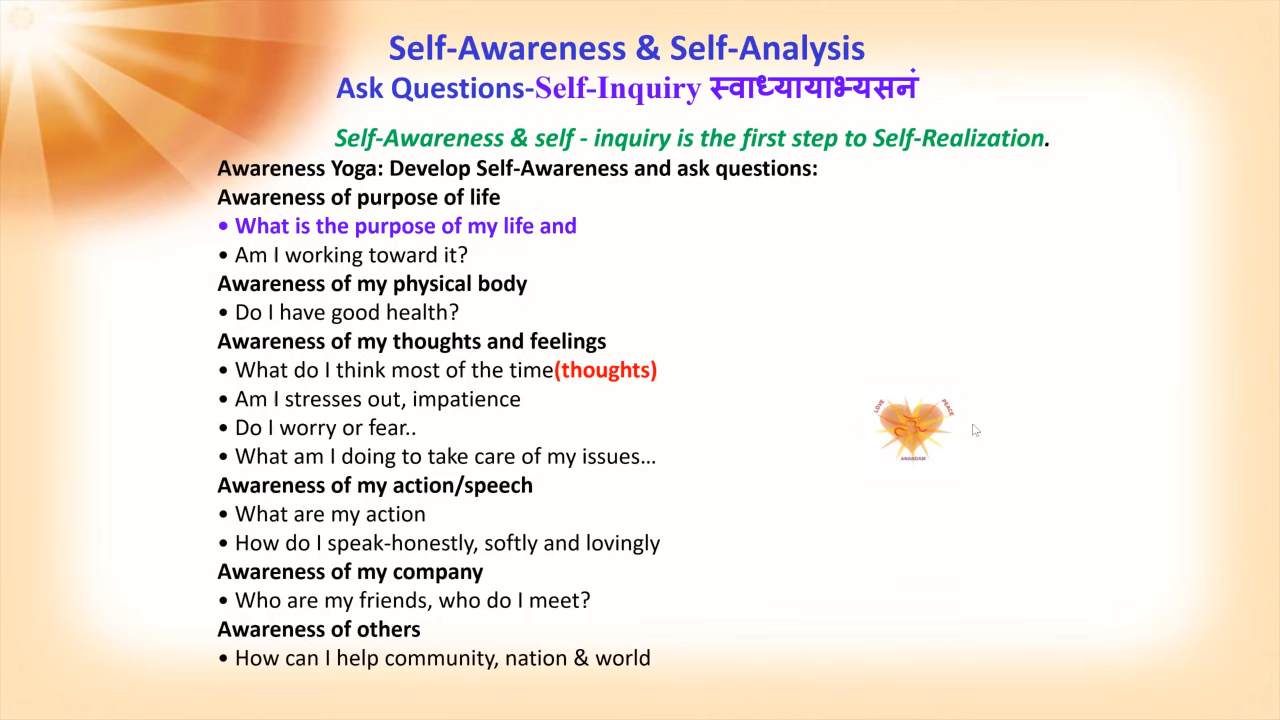 Self-Awareness & Self-Analysis
Ask Questions-Self-Inquiry स्वाध्यायाभ्यसनं
Self-Awareness & self - inquiry is the first step to Self-Realization.
Awareness Yoga: Develop Self-Awareness and ask questions:
Awareness of purpose of life
• What is the purpose of my life and
• Am I working toward it?
Awareness of my physical body
• Do I have good health?
Awareness of my thoughts and feelings
• What do I think most of the time(thoughts)
• Am I stresses out, impatience
• Do I worry or fear..
• What am I doing to take care of my issues...
Awareness of my action/speech
• What are my action
• How do I speak-honestly, softly and lovingly
Awareness of my company
• Who are my friends, who do I meet?
Awareness of others
• How can I help community, nation & world
LOVE
PEACE
ANANDAM